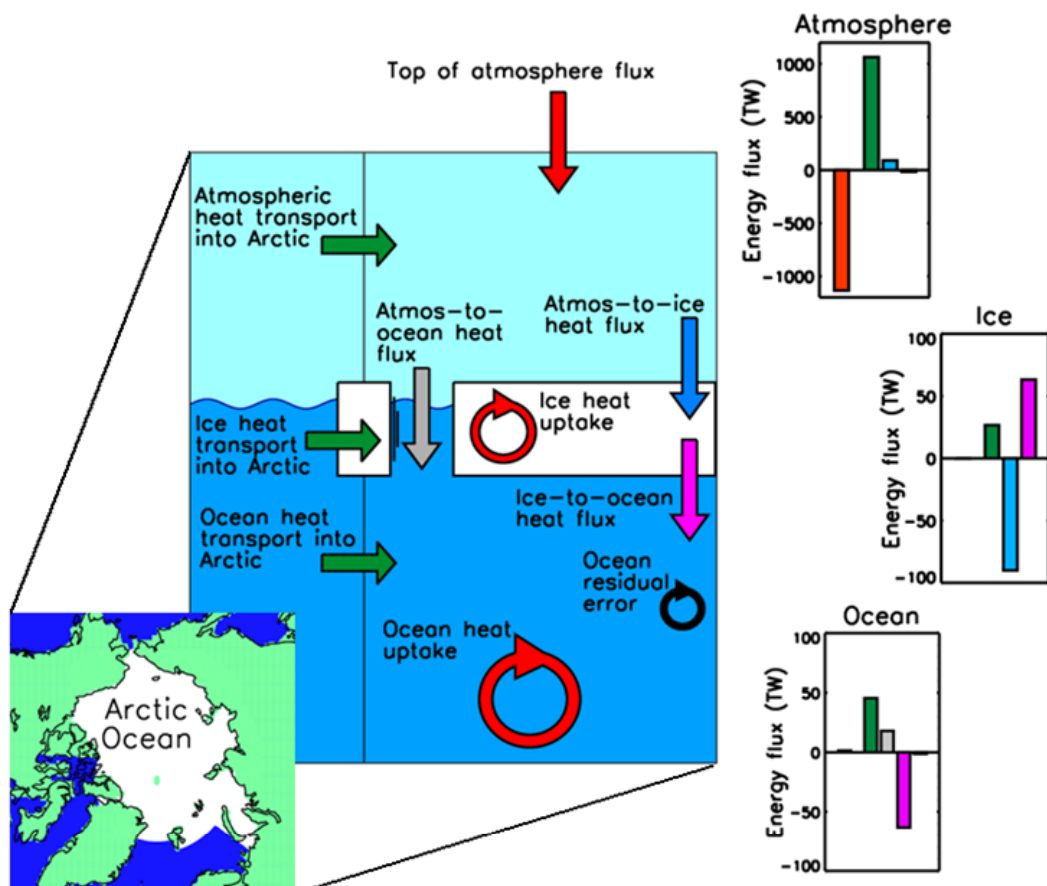 Atmosphere
Top of atmosphere flux
Energy flux (TW)
1000
500
0
-500
-1000
Atmospheric
heat transport
into Arctic
Atmos-to-
ocean heat
flux
Atmos-to-ice
heat flux
Ice
Energy flux (TW)
100
50
0
-50
-100
Ice heat
uptake
Ice heat
transport
into Arctic
Ice-to-ocean
heat flux
Ocean heat
transport into
Arctic
Ocean
residual
error
Ocean heat
uptake
Ocean
Energy flux (TW)
100
50
0
-50
-100
Arctic
Ocean